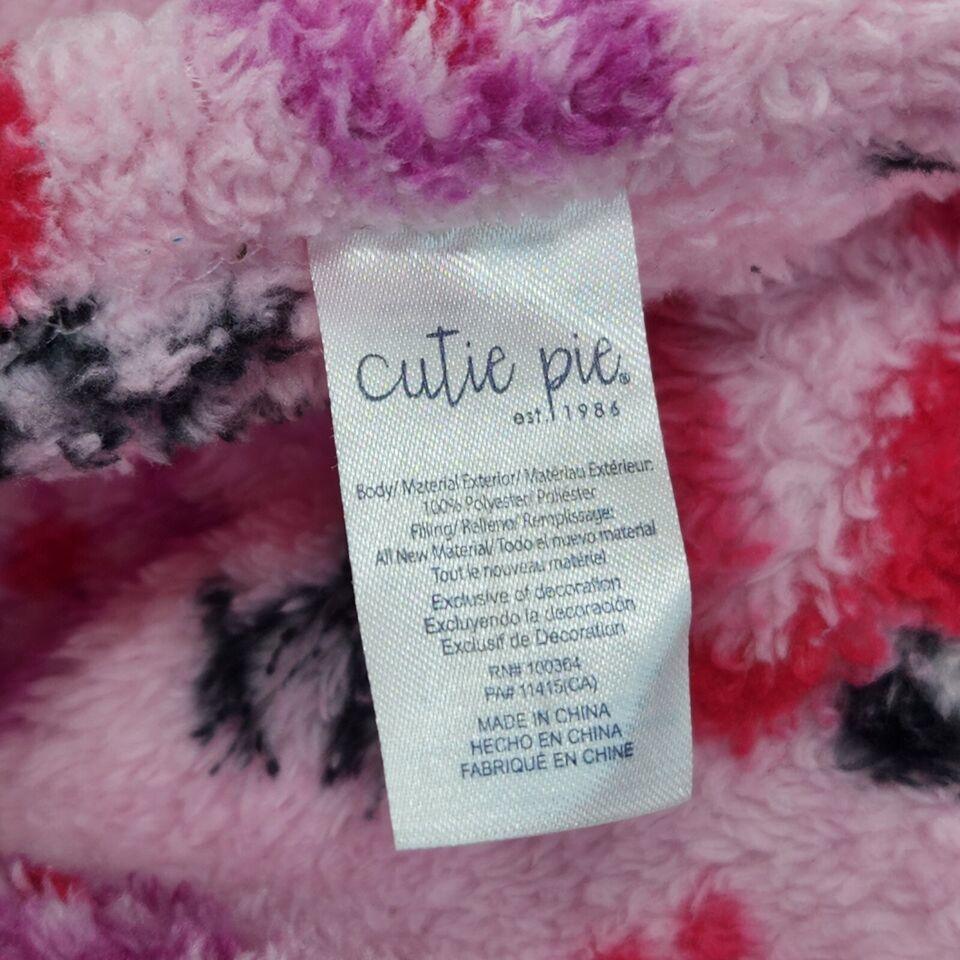 cutie pie®
est. 1986
Body/ Material Exterior/ Matériau Extérieur:
100% Polyester/ Poliester
Filling/ Relleno/ Remplissage:
All New Material/ Todo el nuevo material
Tout le nouveau matériel
Exclusive of decoration
Excluyendo la decoración
Exclusif de Décoration
RN# 100364
PA# 11415(CA)
MADE IN CHINA
HECHO EN CHINA
FABRIQUÉ EN CHINE